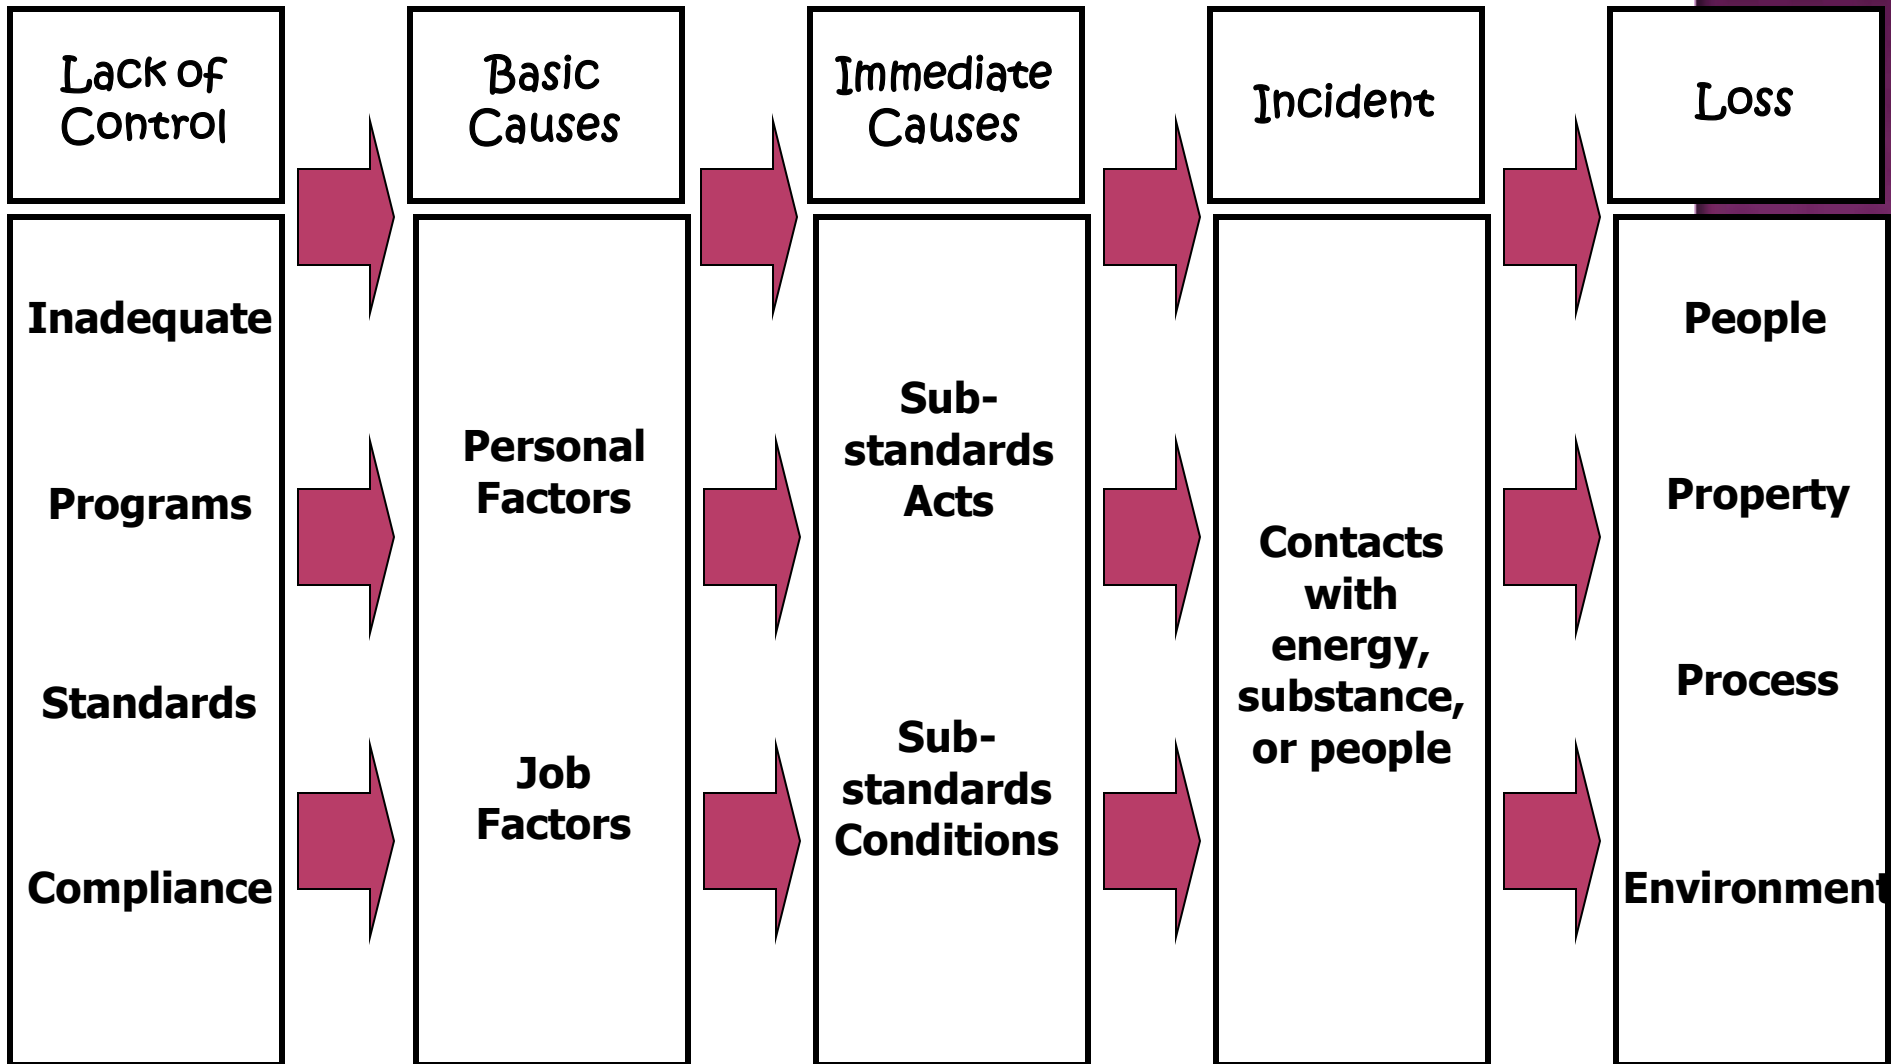 Lack of
Control
Basic
Causes
Immediate
Causes
Incident
Loss
Inadequate
Programs
Standards
Compliance
Personal
Factors
Job
Factors
Sub-
standards
Acts
Sub-
standards
Conditions
Contacts
with
energy,
substance,
or people
People
Property
Process
Environment